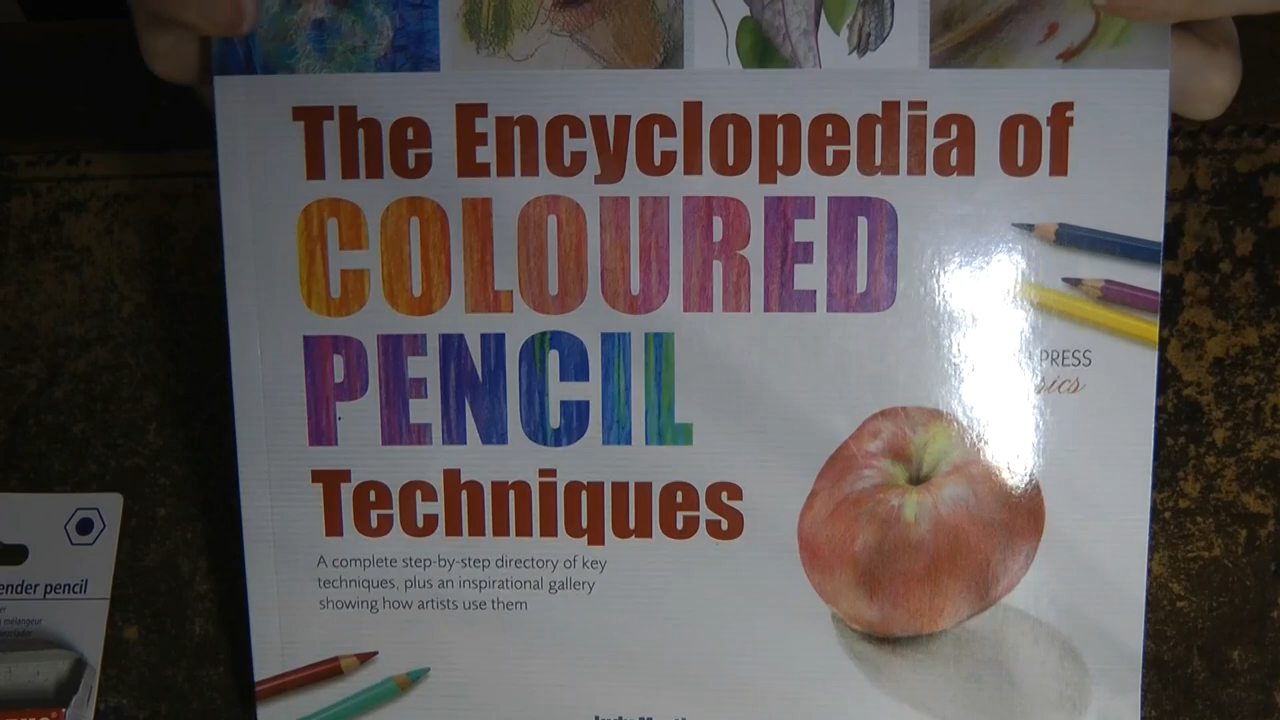 The Encyclopedia of
COLOURED
PENCIL
Techniques
PRESS
A complete step-by-step directory of key
techniques, plus an inspirational gallery
showing how artists use them
pencil